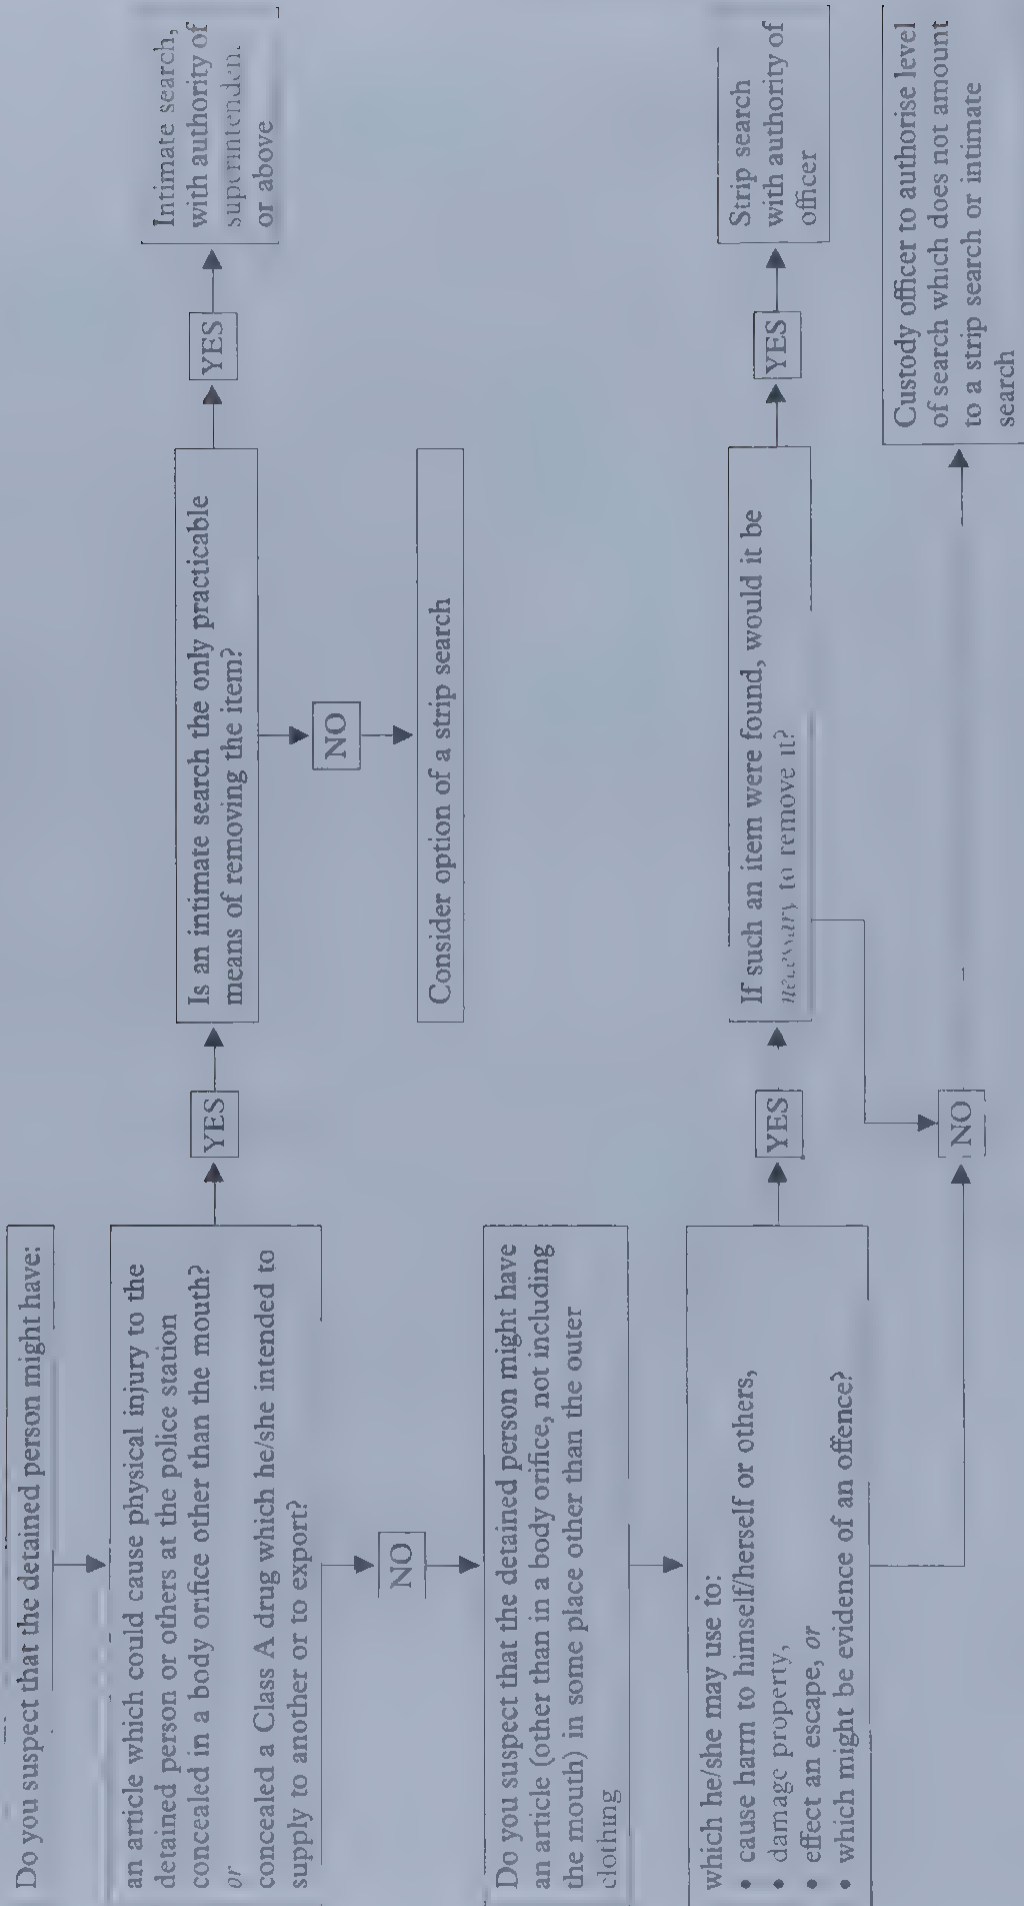 Do you suspect that the detained person might have:
an article which could cause physical injury to the
detained person or others at the police station
concealed in a body orifice other than the mouth?
or
concealed a Class A drug which he/she intended to
supply to another or to export?
YES
Is an intimate search the only practicable
means of removing the item?
YES
Intimate search,
with authority of
superintenden.
or above
NO
Consider option of a strip search
NO
Do you suspect that the detained person might have
an article (other than in a body orifice, not including
the mouth) in some place other than the outer
clothing
which he/she may use to:
• cause harm to himself/herself or others,
• damage property,
• effect an escape, or
• which might be evidence of an offence?
YES
If such an item were found, would it be
necessary to remove it?
YES
Strip search
with authority of
officer
NO
Custody officer to authorise level
of search which does not amount
to a strip search or intimate
search